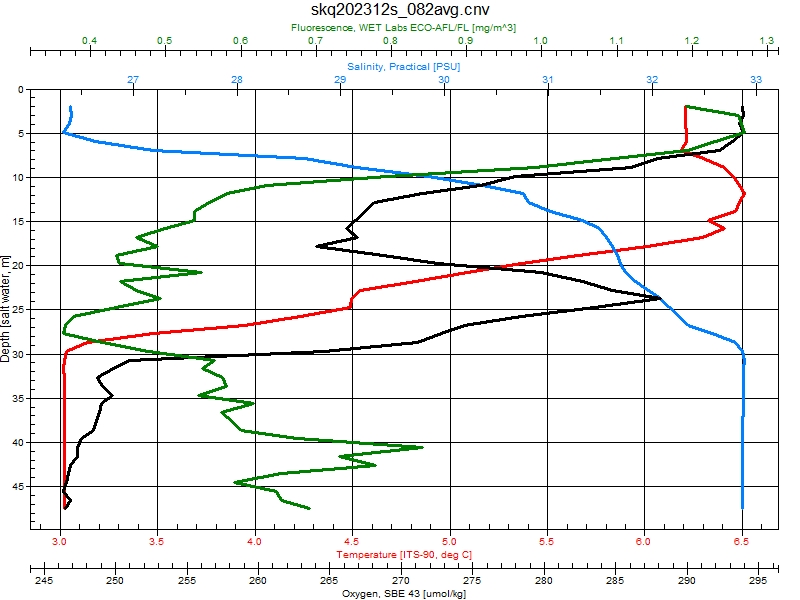 skq202312s_082avg.cnv
Fluorescence, WET Labs ECO-AFL/FL [mg/m^3]
0.4 0.5 0.6 0.7 0.8 0.9 1.0 1.1 1.2 1.3
Salinity, Practical [PSU]
27 28 29 30 31 32 33
0
5
10
15
20
25
30
35
40
45
Depth [salt water, m]
3.0 3.5 4.0 4.5 5.0 5.5 6.0 6.5
Temperature [ITS-90, deg C]
245 250 255 260 265 270 275 280 285 290 295
Oxygen, SBE 43 [umol/kg]